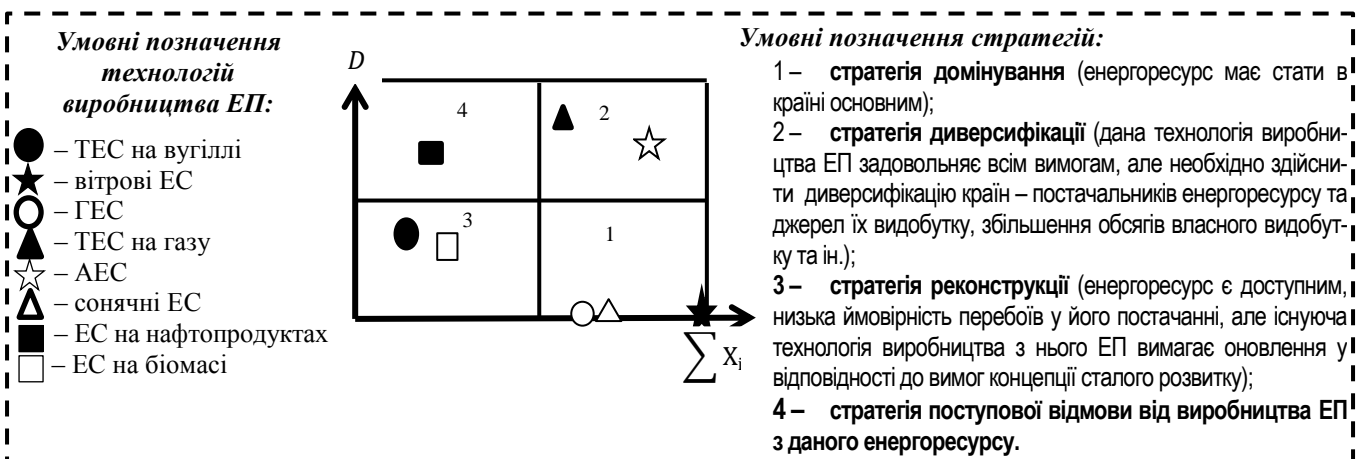 Умовні позначення
технологій
виробництва ЕП:
– ТЕС на вугіллі
– вітрові ЕС
– ГЕС
– ТЕС на газу
– АЕС
– сонячні ЕС
– ЕС на нафтопродуктах
– ЕС на біомасі
D
4
2
3
1
∑ Xi
Умовні позначення стратегій:
1 – стратегія домінування (енергоресурс має стати в
країні основним);
2 – стратегія диверсифікації (дана технологія виробни-
цтва ЕП задовольняє всім вимогам, але необхідно здійсни-
ти диверсифікацію країн – постачальників енергоресурсу та
джерел їх видобутку, збільшення обсягів власного видобут-
ку та ін.);
3 – стратегія реконструкції (енергоресурс є доступним,
низька ймовірність перебоїв у його постачанні, але існуюча
технологія виробництва з нього ЕП вимагає оновлення у
відповідності до вимог концепції сталого розвитку);
4 – стратегія поступової відмови від виробництва ЕП
з даного енергоресурсу.